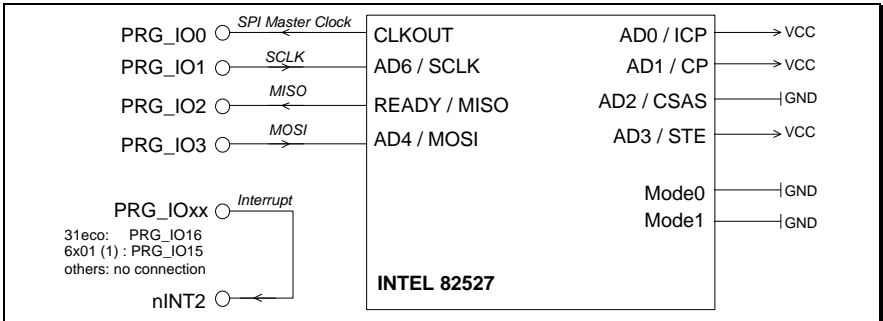 PRG_IO0 SPI Master Clock CLKOUT AD0 / ICP VCC
PRG_IO1 SCLK AD6 / SCLK AD1 / CP VCC
PRG_IO2 MISO READY / MISO AD2 / CSAS GND
PRG_IO3 MOSI AD4 / MOSI AD3 / STE VCC
Mode0 GND
Mode1 GND
PRG_IOxx Interrupt
31eco: PRG_IO16
6x01 (1) : PRG_IO15
others: no connection
nINT2
INTEL 82527